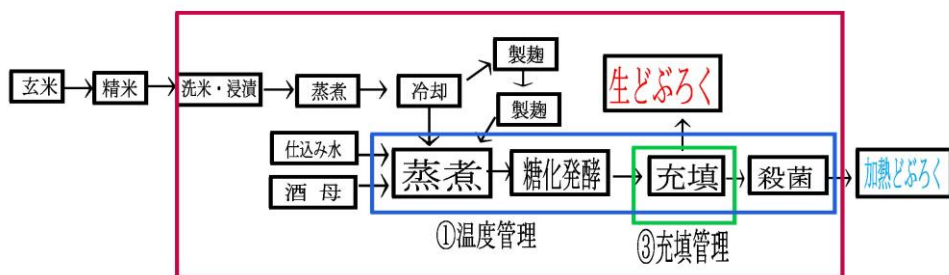 製麹
生どぶろく
玄米
精米
洗米・浸漬
蒸煮
冷却
製麹
仕込み水
酒 母
蒸煮
糖化発酵
充填
殺菌
加熱どぶろく
①温度管理
③充填管理